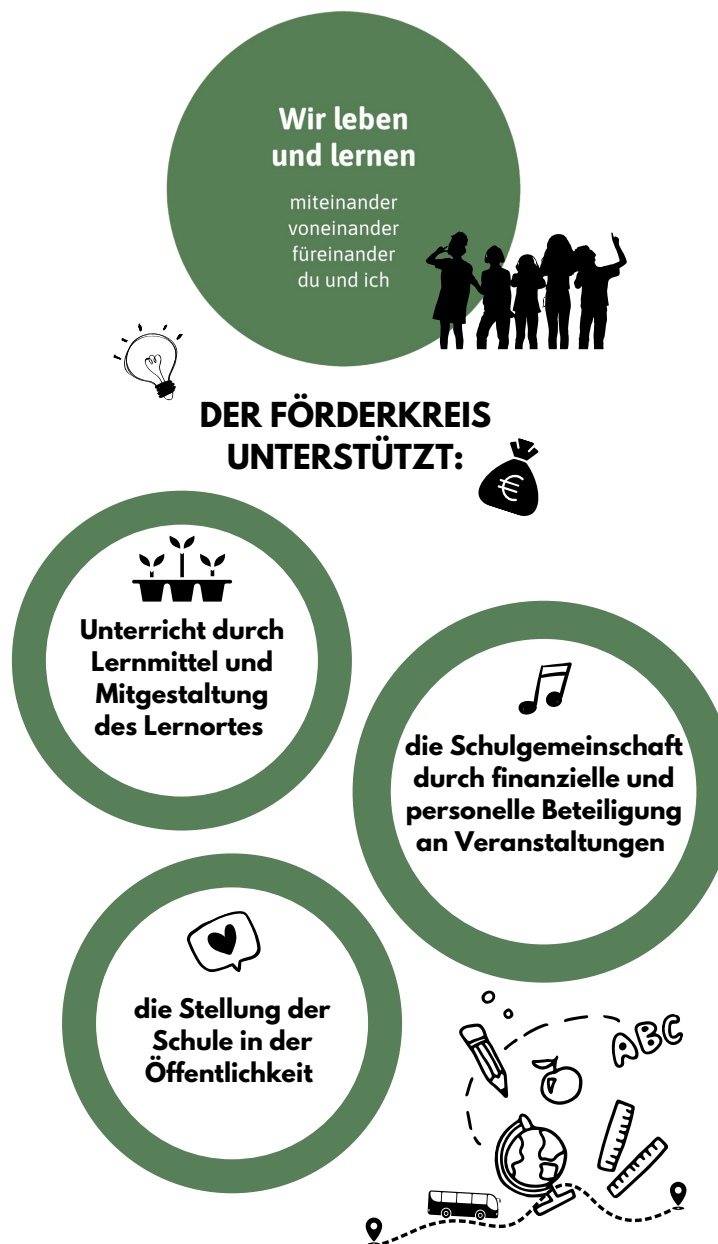 Wir leben
und lernen
miteinander
voneinander
füreinander
du und ich
DER FÖRDERKREIS
UNTERSTÜTZT:
€
Unterricht durch
Lernmittel und
Mitgestaltung
des Lernortes
die Schulgemeinschaft
durch finanzielle und
personelle Beteiligung
an Veranstaltungen
die Stellung der
Schule in der
Öffentlichkeit
ABC